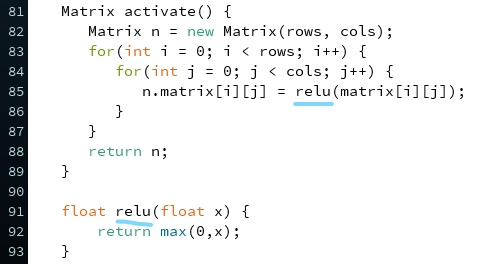 81 Matrix activate() {
82 Matrix n = new Matrix(rows, cols);
83 for(int i = 0; i < rows; i++) {
84 for(int j = 0; j < cols; j++) {
85 n.matrix[i][j] = relu(matrix[i][j]);
86 }
87 }
88 return n;
89 }
90
91 float relu(float x) {
92 return max(0,x);
93 }